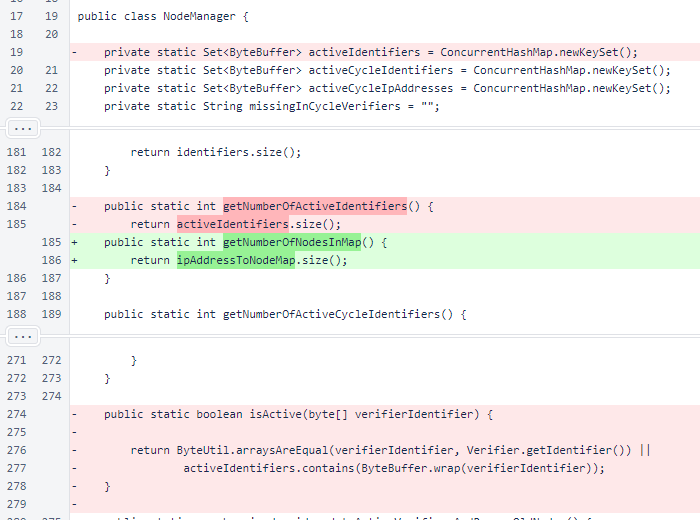 17 19 public class NodeManager {
18 20
19 - private static Set<ByteBuffer> activeIdentifiers = ConcurrentHashMap.newKeySet();
20 21 private static Set<ByteBuffer> activeCycleIdentifiers = ConcurrentHashMap.newKeySet();
21 22 private static Set<ByteBuffer> activeCycleIpAddresses = ConcurrentHashMap.newKeySet();
22 23 private static String missingInCycleVerifiers = "";
...
181 182 return identifiers.size();
182 183 }
183 184
184 - public static int getNumberOfActiveIdentifiers() {
185 - return activeIdentifiers.size();
185 + public static int getNumberOfNodesInMap() {
186 + return ipAddressToNodeMap.size();
186 187 }
187 188
188 189 public static int getNumberOfActiveCycleIdentifiers() {
...
271 272 }
272 273 }
273 274
274 - public static boolean isActive(byte[] verifierIdentifier) {
275 -
276 - return ByteUtil.arraysAreEqual(verifierIdentifier, Verifier.getIdentifier()) ||
277 - activeIdentifiers.contains(ByteBuffer.wrap(verifierIdentifier));
278 - }
279 -